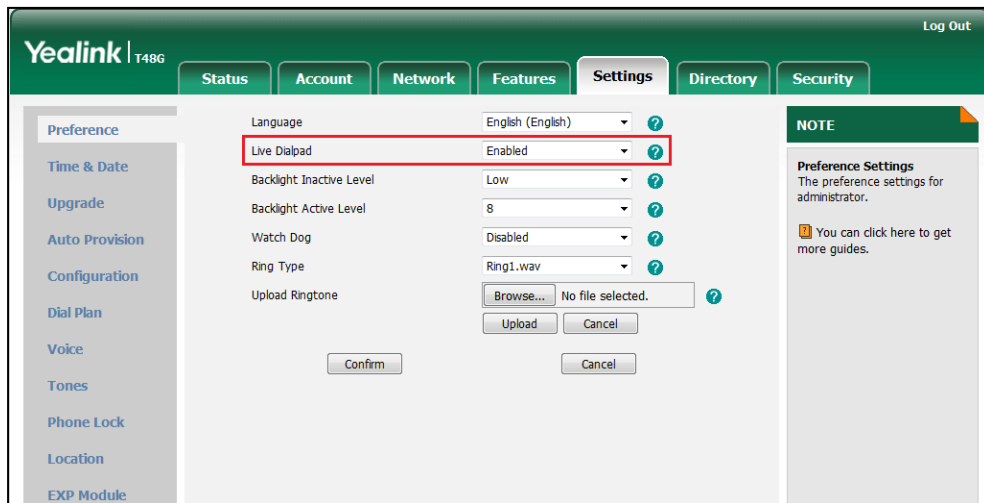 Log Out
Yealink | T48G
Status Account Network Features Settings Directory Security
Preference
Time & Date
Upgrade
Auto Provision
Configuration
Dial Plan
Voice
Tones
Phone Lock
Location
EXP Module
Language English (English) ?
Live Dialpad Enabled ?
Backlight Inactive Level Low ?
Backlight Active Level 8 ?
Watch Dog Disabled ?
Ring Type Ring1.wav ?
Upload Ringtone Browse... No file selected. ?
Upload Cancel
Confirm Cancel
NOTE
Preference Settings
The preference settings for
administrator.
? You can click here to get
more guides.